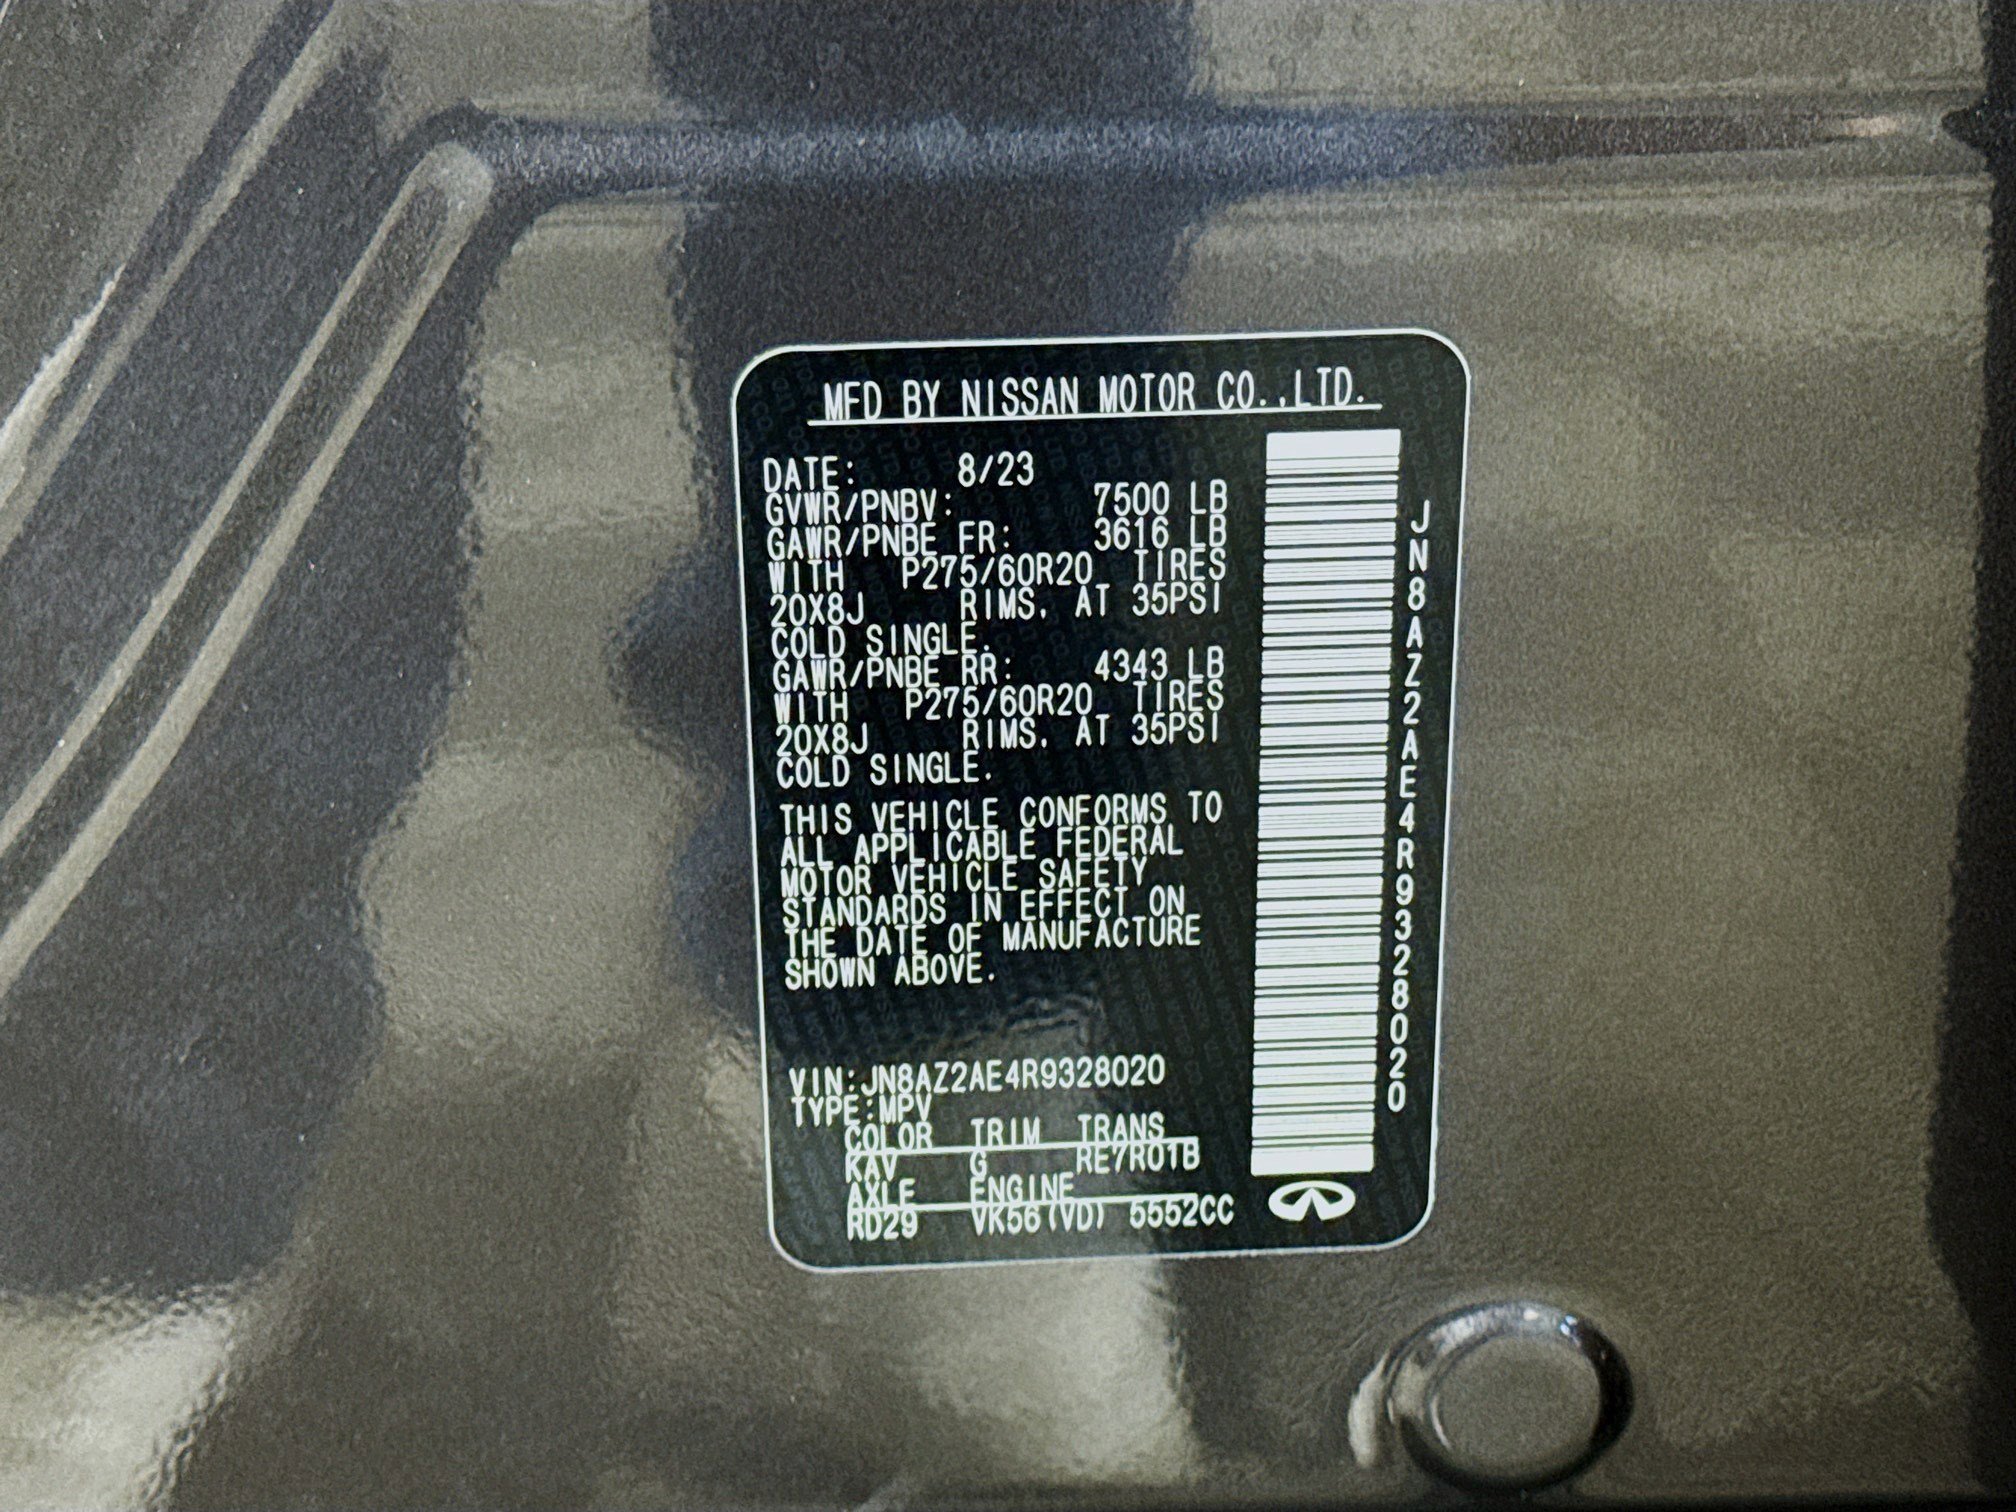 MFD BY NISSAN MOTOR CO.,LTD.
DATE: 8/23
GVWR/PNBV: 7500 LB
GAWR/PNBE FR: 3616 LB
WITH P275/60R20 TIRES
20X8J RIMS, AT 35PSI
COLD SINGLE.
GAWR/PNBE RR: 4343 LB
WITH P275/60R20 TIRES
20X8J RIMS, AT 35PSI
COLD SINGLE.
THIS VEHICLE CONFORMS TO
ALL APPLICABLE FEDERAL
MOTOR VEHICLE SAFETY
STANDARDS IN EFFECT ON
THE DATE OF MANUFACTURE
SHOWN ABOVE.
VIN:JN8AZ2AE4R9328020
TYPE:MPV
COLOR TRIM TRANS
KAV G RE7R01B
AXLE ENGINE
RD29 VK56(VD) 5552CC
JN8AZ2AE4R9328020